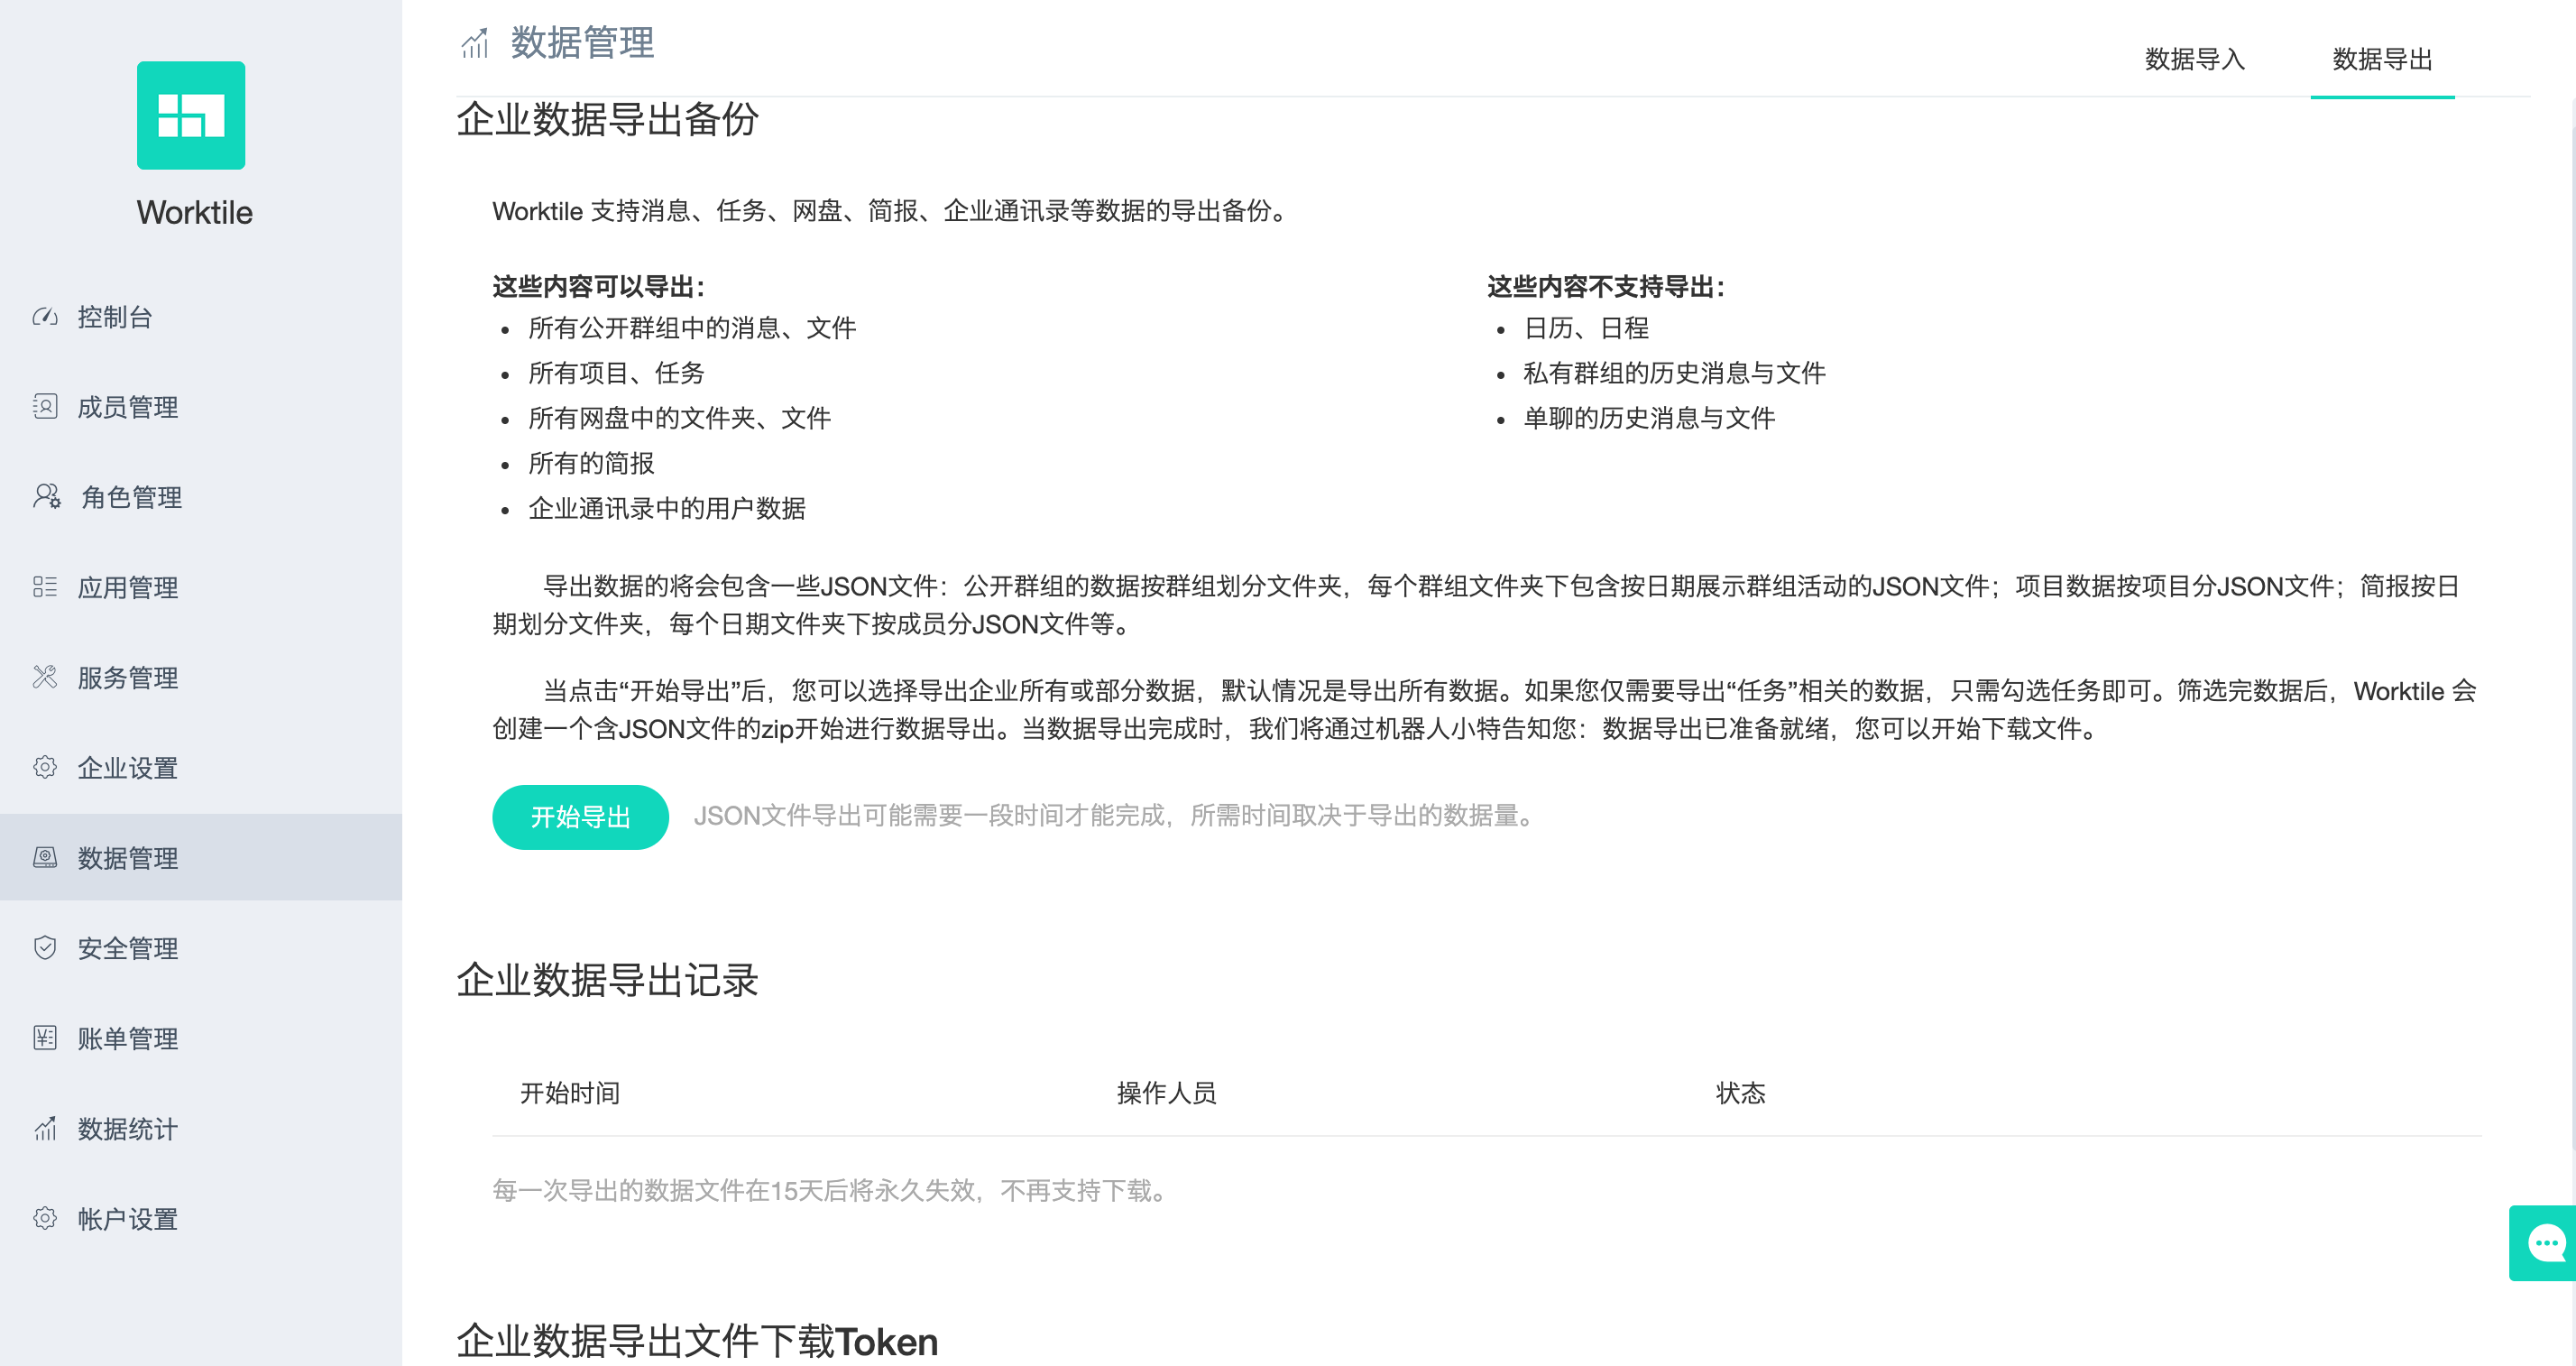 Worktile
控制台
成员管理
角色管理
应用管理
服务管理
企业设置
数据管理
安全管理
账单管理
数据统计
帐户设置
数据管理
数据导入
数据导出
企业数据导出备份
Worktile 支持消息、任务、网盘、简报、企业通讯录等数据的导出备份。
这些内容可以导出：
• 所有公开群组中的消息、文件
• 所有项目、任务
• 所有网盘中的文件夹、文件
• 所有的简报
• 企业通讯录中的用户数据
这些内容不支持导出：
• 日历、日程
• 私有群组的历史消息与文件
• 单聊的历史消息与文件
导出数据的将会包含一些JSON文件：公开群组的数据按群组划分文件夹，每个群组文件夹下包含按日期展示群组活动的JSON文件；项目数据按项目分JSON文件；简报按日
期划分文件夹，每个日期文件夹下按成员分JSON文件等。
当点击“开始导出”后，您可以选择导出企业所有或部分数据，默认情况是导出所有数据。如果您仅需要导出“任务”相关的数据，只需勾选任务即可。筛选完数据后，Worktile 会
创建一个含JSON文件的zip开始进行数据导出。当数据导出完成时，我们将通过机器人小特告知您：数据导出已准备就绪，您可以开始下载文件。
开始导出
JSON文件导出可能需要一段时间才能完成，所需时间取决于导出的数据量。
企业数据导出记录
开始时间
操作人员
状态
每一次导出的数据文件在15天后将永久失效，不再支持下载。
企业数据导出文件下载Token